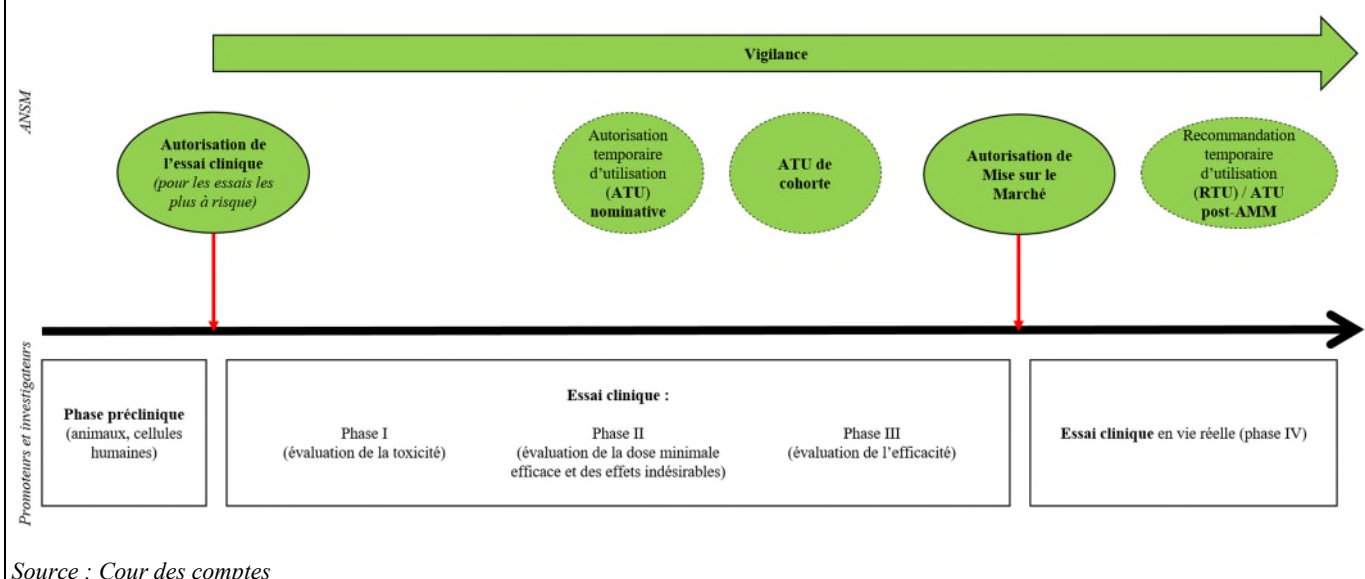 Vigilance
ANSM
Autorisation de
l'essai clinique
(pour les essais les
plus à risque)
Autorisation
temporaire
d'utilisation
(ATU)
nominative
ATU de
cohorte
Autorisation de
Mise sur le
Marché
Recommandation
temporaire
d'utilisation
(RTU) / ATU
post-AMM
Promoteurs et investigateurs
Phase préclinique
(animaux, cellules
humaines)
Essai clinique :
Phase I
(évaluation de la toxicité)
Phase II
(évaluation de la dose minimale
efficace et des effets indésirables)
Phase III
(évaluation de l'efficacité)
Essai clinique en vie réelle (phase IV)
Source : Cour des comptes